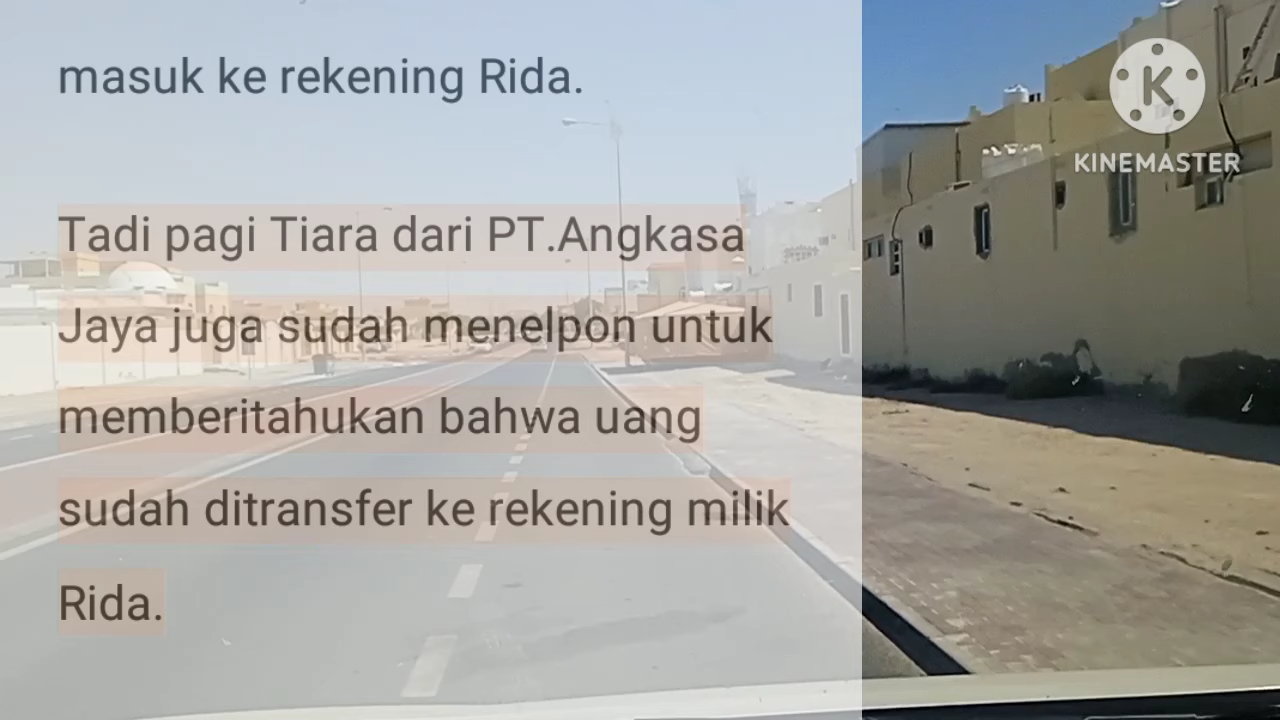 masuk ke rekening Rida.
Tadi pagi Tiara dari PT.Angkasa
Jaya juga sudah menelpon untuk
memberitahukan bahwa uang
sudah ditransfer ke rekening milik
Rida.
K
KINEMASTER